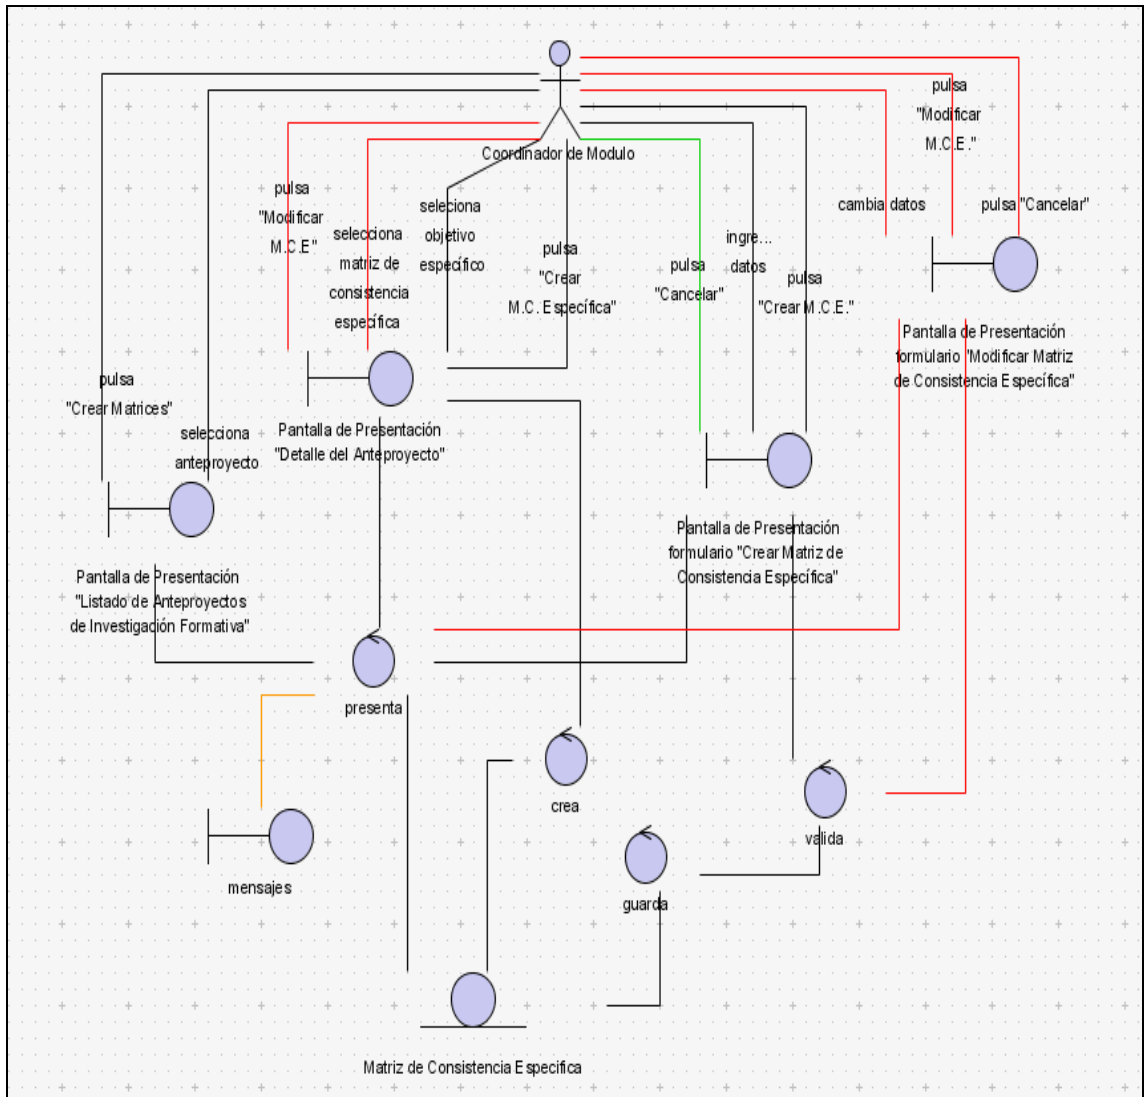 Coordinador de Modulo
pulsa
"Modificar
M.C.E."
cambia datos
pulsa "Cancelar"
pulsa
"Modificar
M.C.E"
selecciona
matriz de
consistencia
específica
seleciona
objetivo
específico
pulsa
"Crear
M.C. Específica"
pulsa
"Cancelar"
ingre...
datos
pulsa
"Crear M.C.E."
Pantalla de Presentación
formulario "Modificar Matriz
de Consistencia Específica"
pulsa
"Crear Matrices"
selecciona
anteproyecto
Pantalla de Presentación
"Detalle del Anteproyecto"
Pantalla de Presentación
formulario "Crear Matriz de
Consistencia Específica"
Pantalla de Presentación
"Listado de Anteproyectos
de Investigación Formativa"
presenta
crea
valida
mensajes
guarda
Matriz de Consistencia Especifica